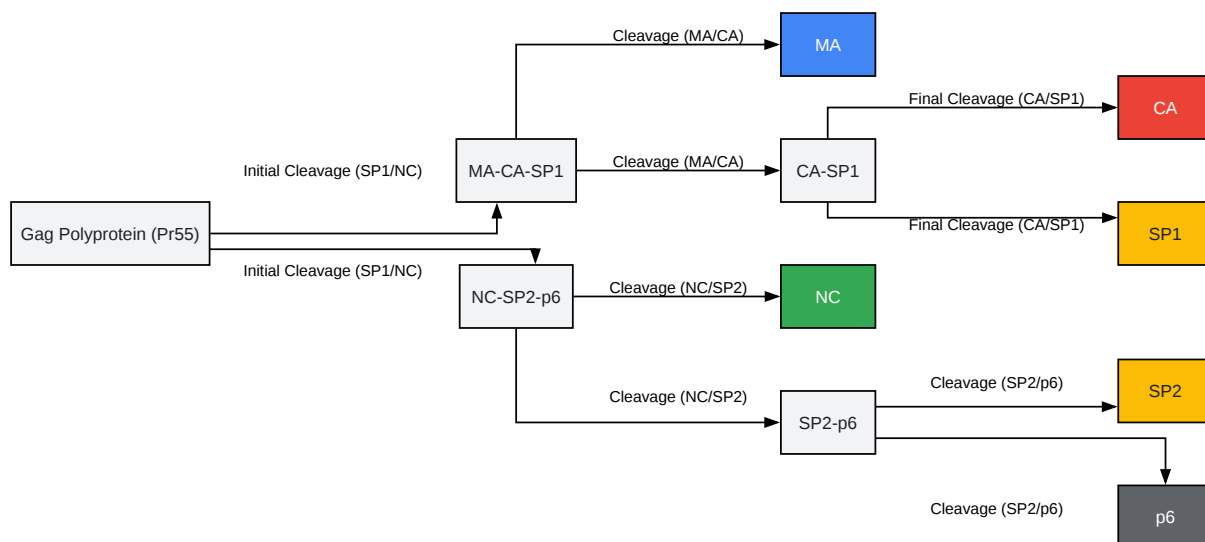 Cleavage (MA/CA)
MA
Final Cleavage (CA/SP1)
CA
Initial Cleavage (SP1/NC)
MA-CA-SP1
Cleavage (MA/CA)
CA-SP1
Gag Polyprotein (Pr55)
Final Cleavage (CA/SP1)
SP1
Initial Cleavage (SP1/NC)
NC-SP2-p6
Cleavage (NC/SP2)
NC
Cleavage (NC/SP2)
SP2-p6
Cleavage (SP2/p6)
SP2
Cleavage (SP2/p6)
p6